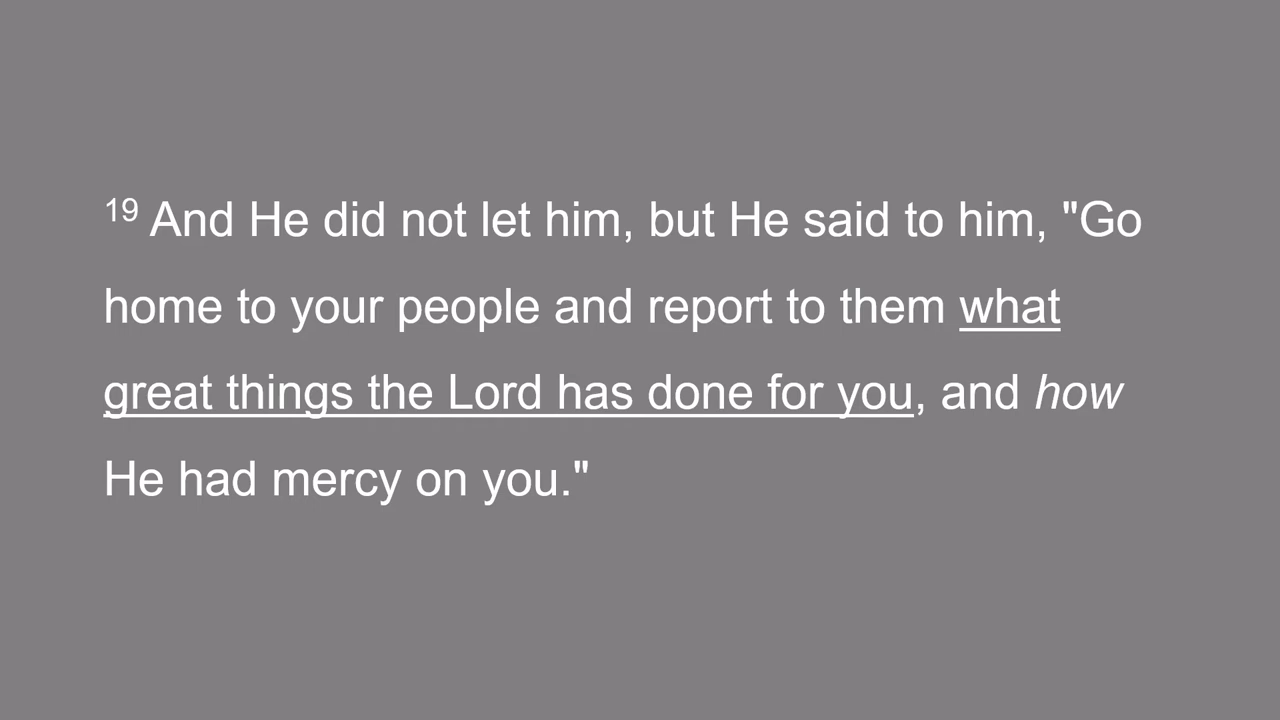 19 And He did not let him, but He said to him, "Go
home to your people and report to them what
great things the Lord has done for you, and how
He had mercy on you."